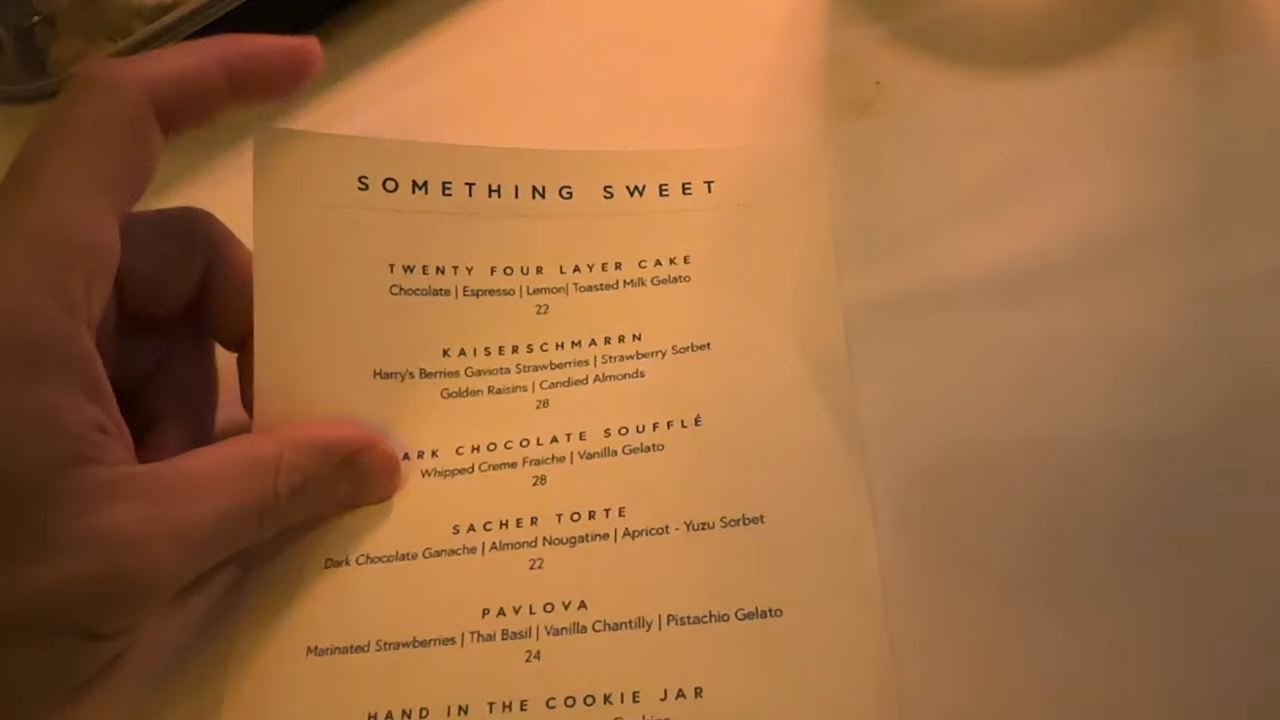 SOMETHING SWEET
TWENTY FOUR LAYER CAKE
Chocolate | Espresso | Lemon| Toasted Milk Gelato
22
KAISERSCHMARRN
Harry's Berries Gaviota Strawberries | Strawberry Sorbet
Golden Raisins | Candied Almonds
28
ARK CHOCOLATE SOUFFLÉ
Whipped Creme Fraiche | Vanilla Gelato
28
SACHER TORTE
Dark Chocolate Ganache | Almond Nougatine | Apricot - Yuzu Sorbet
22
PAVLOVA
Marinated Strawberries | Thai Basil | Vanilla Chantilly | Pistachio Gelato
24
HAND IN THE COOKIE JAR